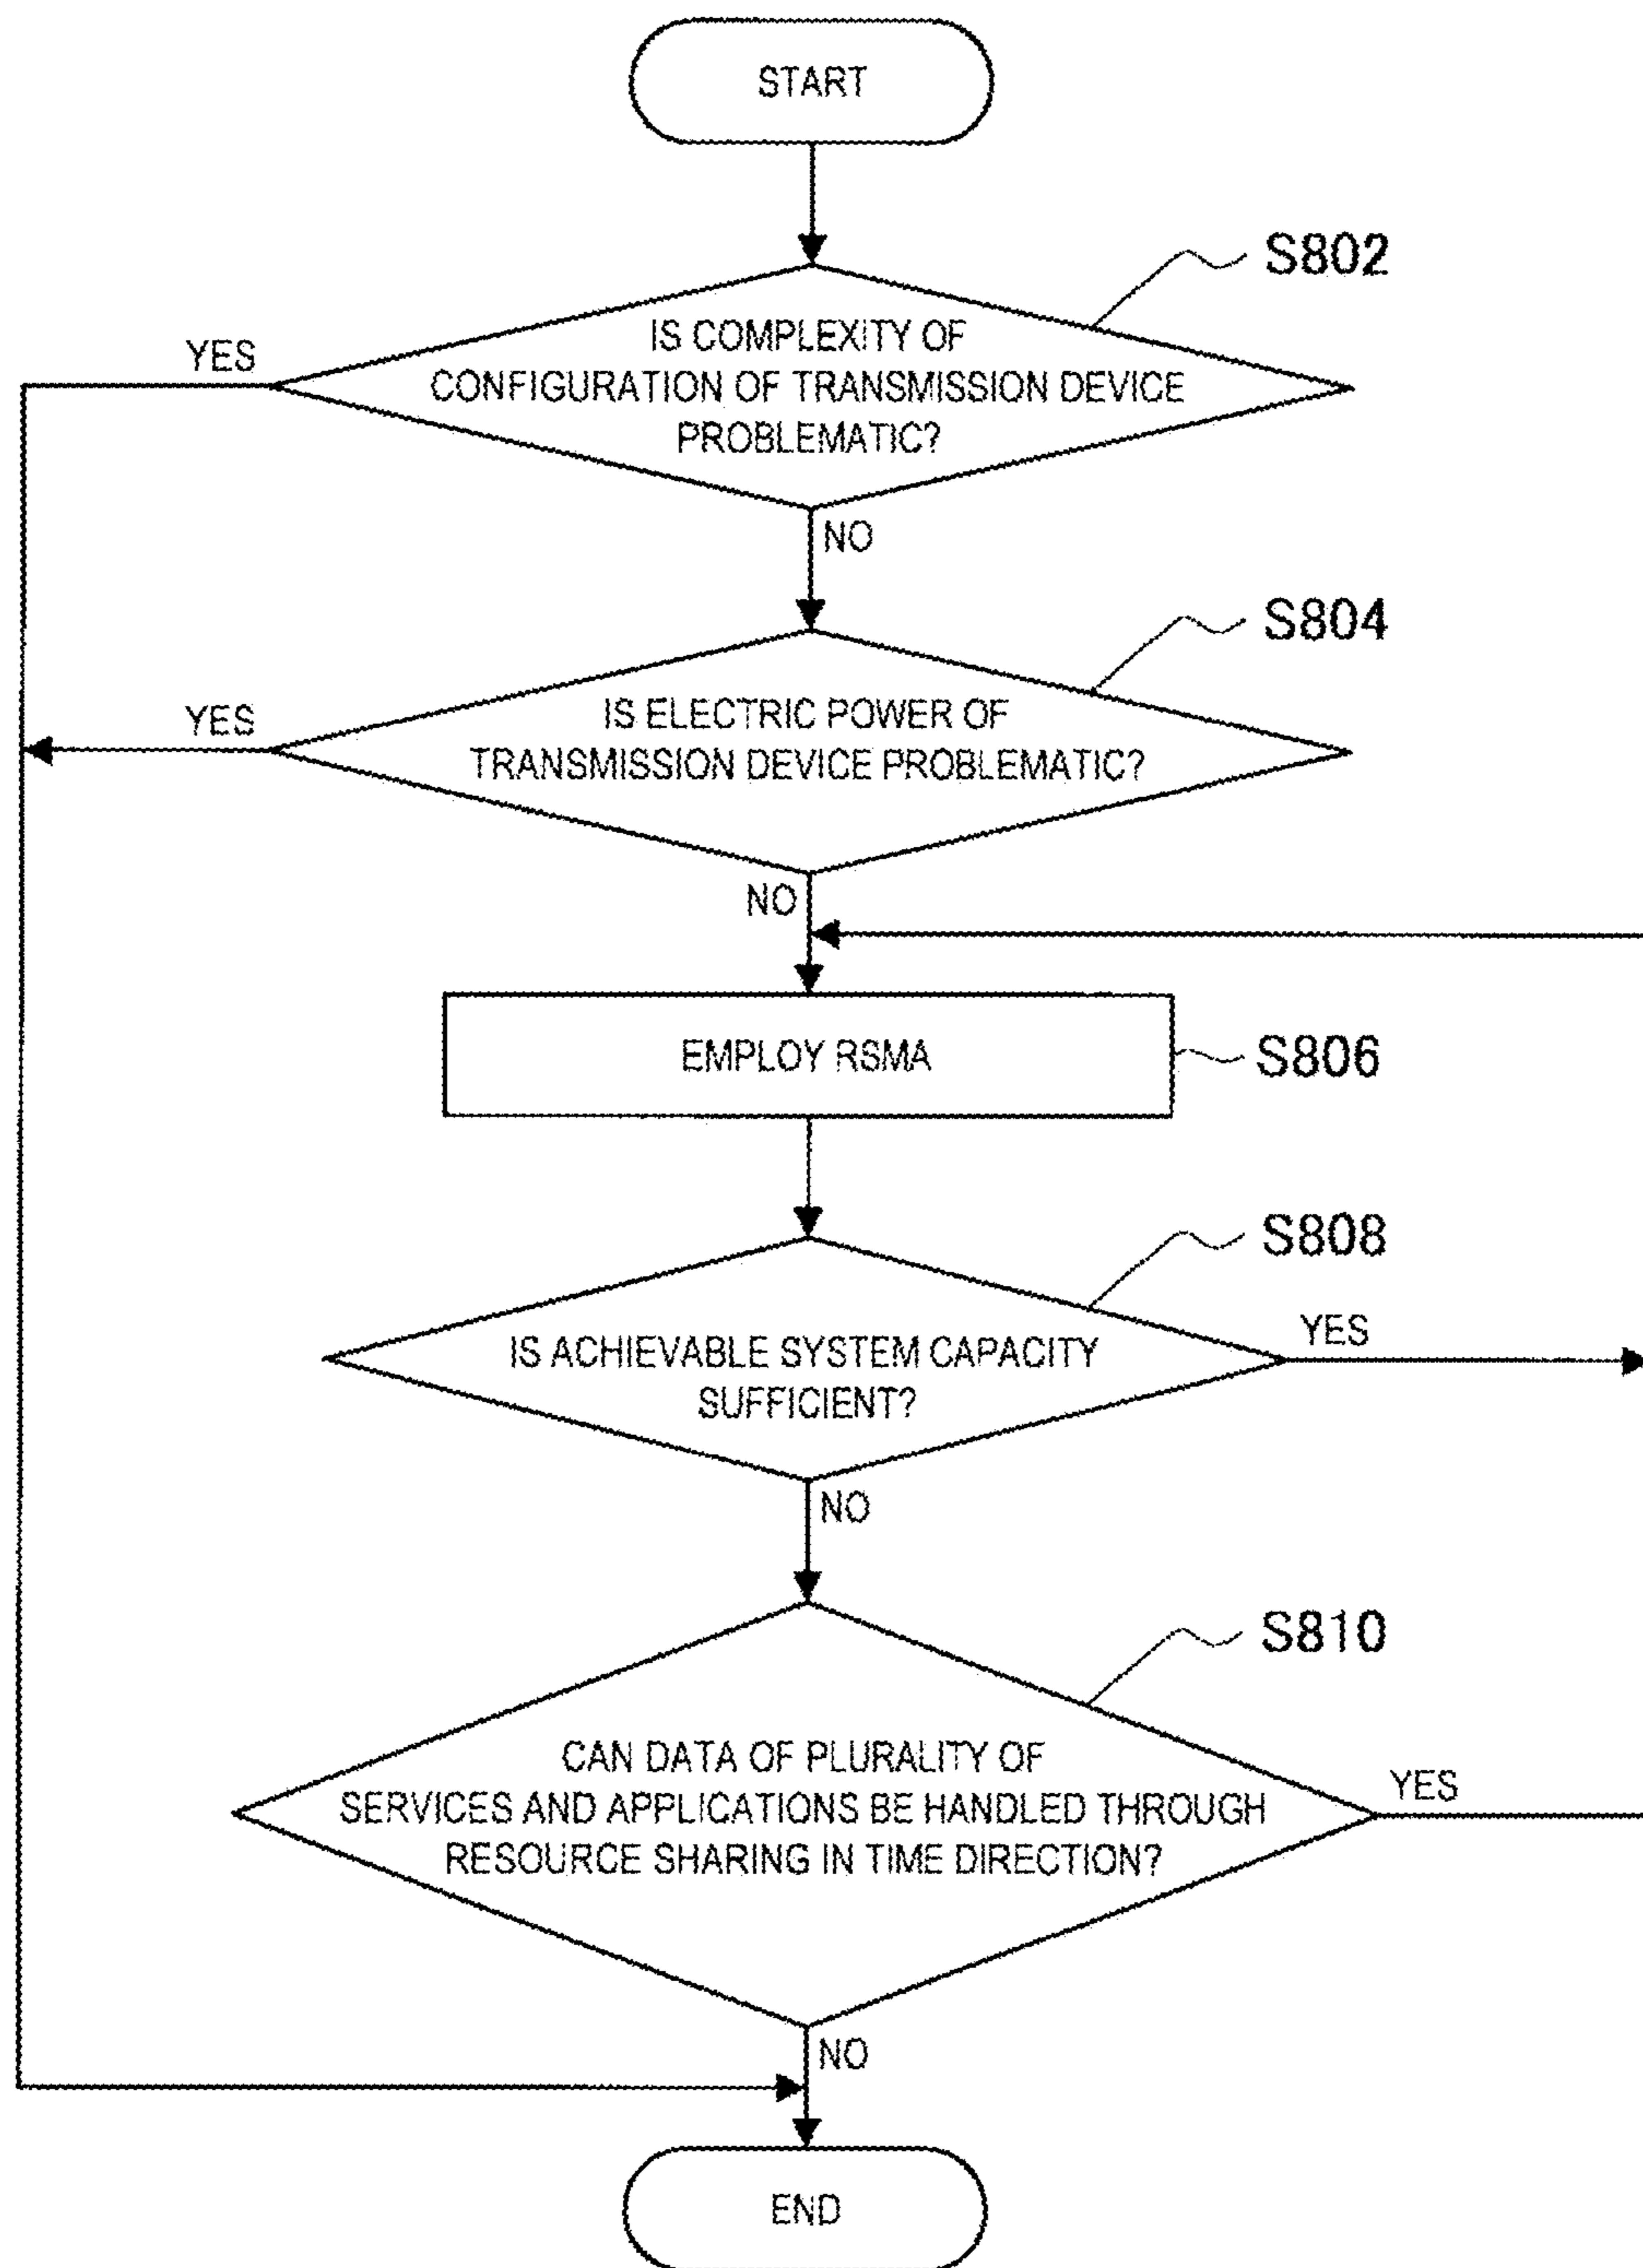 START
S802
IS COMPLEXITY OF
CONFIGURATION OF TRANSMISSION DEVICE
PROBLEMATIC?
YES
NO
S804
IS ELECTRIC POWER OF
TRANSMISSION DEVICE PROBLEMATIC?
YES
NO
EMPLOY RSMA
S806
S808
IS ACHIEVABLE SYSTEM CAPACITY
SUFFICIENT?
YES
NO
S810
CAN DATA OF PLURALITY OF
SERVICES AND APPLICATIONS BE HANDLED THROUGH
RESOURCE SHARING IN TIME DIRECTION?
YES
NO
END